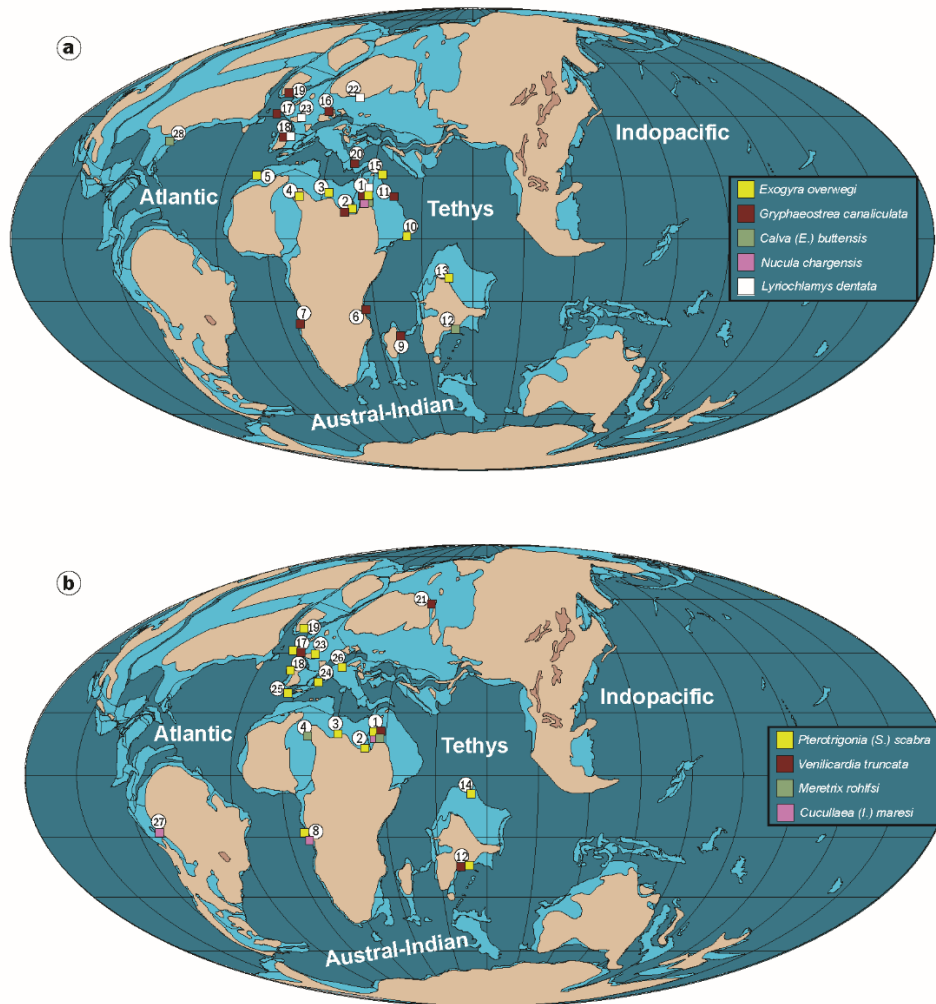 a
19
22
16
17
23
18
28
20
15
5
4
3
1
11
2
10
13
7
6
12
9
Atlantic
Tethys
Indopacific
Austral-Indian
Exogyra overwegi
Gryphaeostrea canaliculata
Calva (E.) buttensis
Nucula chargensis
Lyriochlamys dentata
b
21
19
17
23
18
26
24
25
4
3
1
2
14
27
8
12
Atlantic
Tethys
Indopacific
Austral-Indian
Pterotrigonia (S.) scabra
Venilicardia truncata
Meretrix rohlfsi
Cucullaea (I.) maresi